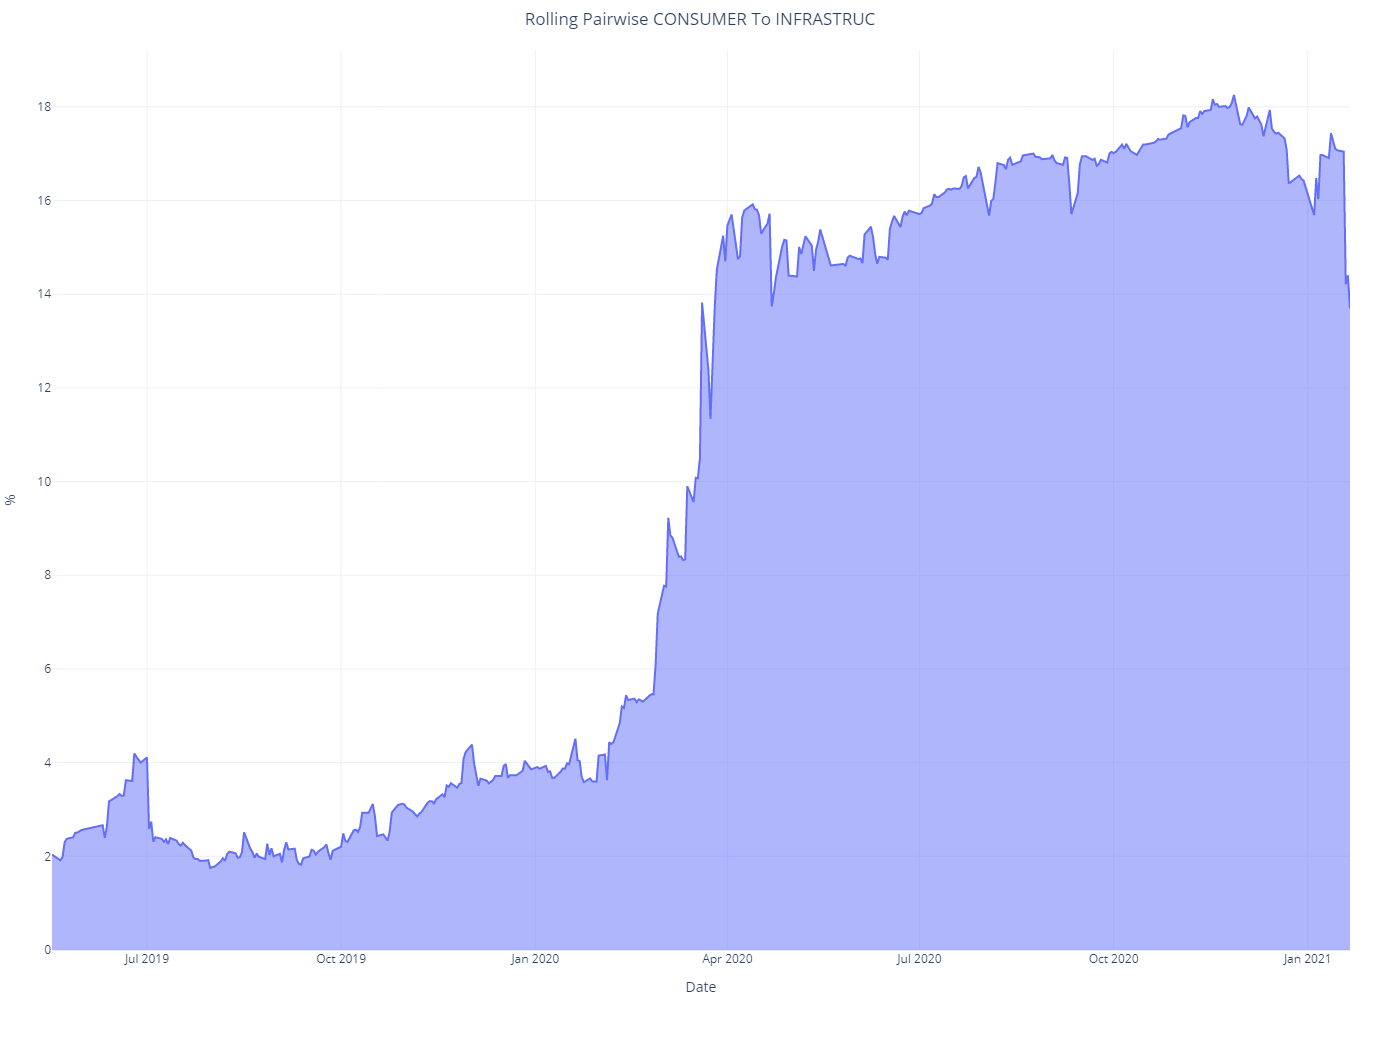 Rolling Pairwise CONSUMER To INFRASTRUC
18
16
14
12
10
8
6
4
2
0
%
Jul 2019
Oct 2019
Jan 2020
Apr 2020
Jul 2020
Oct 2020
Jan 2021
Date